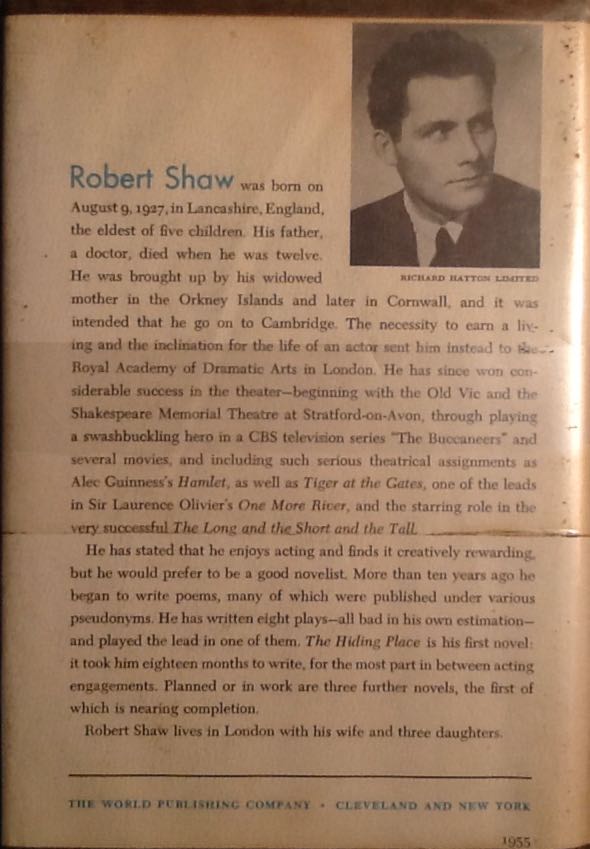 Robert Shaw was born on
August 9, 1927, in Lancashire, England,
the eldest of five children. His father,
a doctor, died when he was twelve.
He was brought up by his widowed
RICHARD HATTON LIMITED
mother in the Orkney Islands and later in Cornwall, and it was
intended that he go on to Cambridge. The necessity to earn a liv-
ing and the inclination for the life of an actor sent him instead to the
Royal Academy of Dramatic Arts in London. He has since won con-
siderable success in the theater—beginning with the Old Vic and the
Shakespeare Memorial Theatre at Stratford-on-Avon, through playing
a swashbuckling hero in a CBS television series "The Buccaneers" and
several movies, and including such serious theatrical assignments as
Alec Guinness's Hamlet, as well as Tiger at the Gates, one of the leads
in Sir Laurence Olivier's One More River, and the starring role in the
very successful The Long and the Short and the Tall.
He has stated that he enjoys acting and finds it creatively rewarding,
but he would prefer to be a good novelist. More than ten years ago he
began to write poems, many of which were published under various
pseudonyms. He has written eight plays—all bad in his own estimation—
and played the lead in one of them. The Hiding Place is his first novel:
it took him eighteen months to write, for the most part in between acting
engagements. Planned or in work are three further novels, the first of
which is nearing completion.
Robert Shaw lives in London with his wife and three daughters.
THE WORLD PUBLISHING COMPANY • CLEVELAND AND NEW YORK
1955